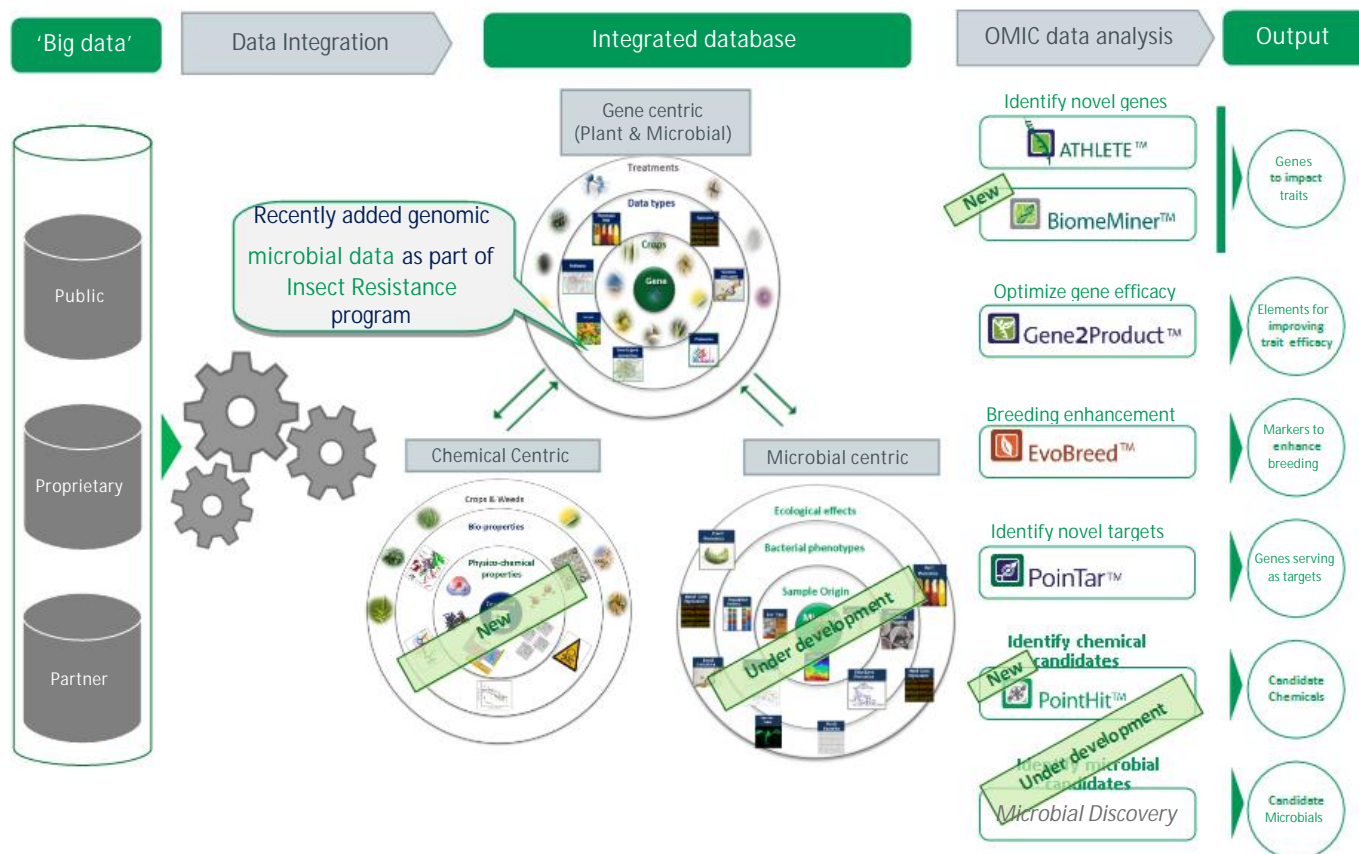 'Big data'
Data Integration
Integrated database
OMIC data analysis
Output
Public
Proprietary
Partner
Gene centric
(Plant & Microbial)
Treatments
Data types
Crops
Gene
Recently added genomic
microbial data as part of
Insect Resistance
program
Chemical Centric
Crops & Weeds
Bio-properties
Physico-chemical
properties
New
Microbial centric
Ecological effects
Bacterial phenotypes
Sample Origin
Under development
Identify novel genes
ATHLETE™
New
BiomeMiner™
Genes
to impact
traits
Optimize gene efficacy
Gene2Product™
Elements for
improving
trait efficacy
Breeding enhancement
EvoBreed™
Markers to
enhance
breeding
Identify novel targets
PoinTar™
Genes serving
as targets
Identify chemical
candidates
New
PointHit™
Candidate
Chemicals
Under development
Identify microbial
candidates
Microbial Discovery
Candidate
Microbials